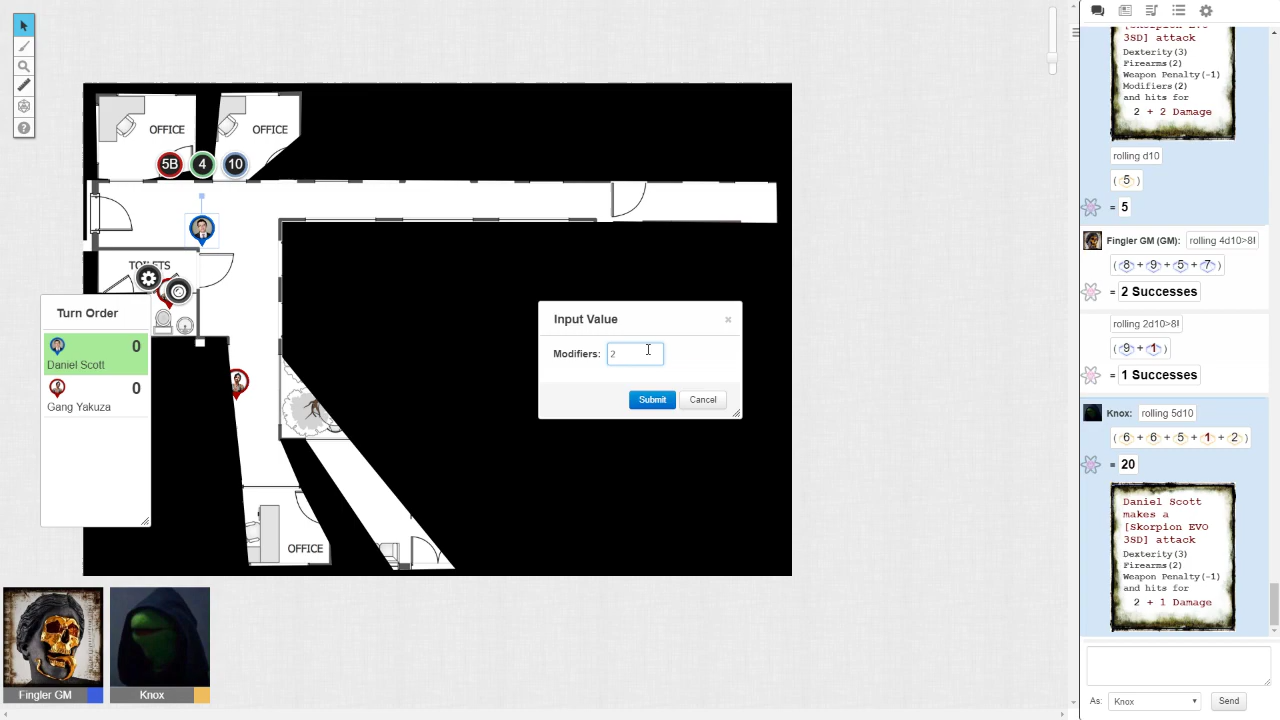 OFFICE
OFFICE
5B
4
10
TOILETS
OFFICE
Turn Order
Daniel Scott
0
Gang Yakuza
0
Input Value
×
Modifiers:
2
Submit
Cancel
Fingler GM
Knox
[Skorpion EVO
3SD] attack
Dexterity(3)
Firearms(2)
Weapon Penalty(-1)
Modifiers(2)
and hits for
2 + 2 Damage
rolling d10
(5)
= 5
Fingler GM (GM): rolling 4d10>8!
(8+9+5+7)
= 2 Successes
rolling 2d10>8!
(9+1)
= 1 Successes
Knox: rolling 5d10
(6+6+5+1+2)
= 20
Daniel Scott
makes a
[Skorpion EVO
3SD] attack
Dexterity(3)
Firearms(2)
Weapon Penalty(-1)
and hits for
2 + 1 Damage
As: Knox
Send